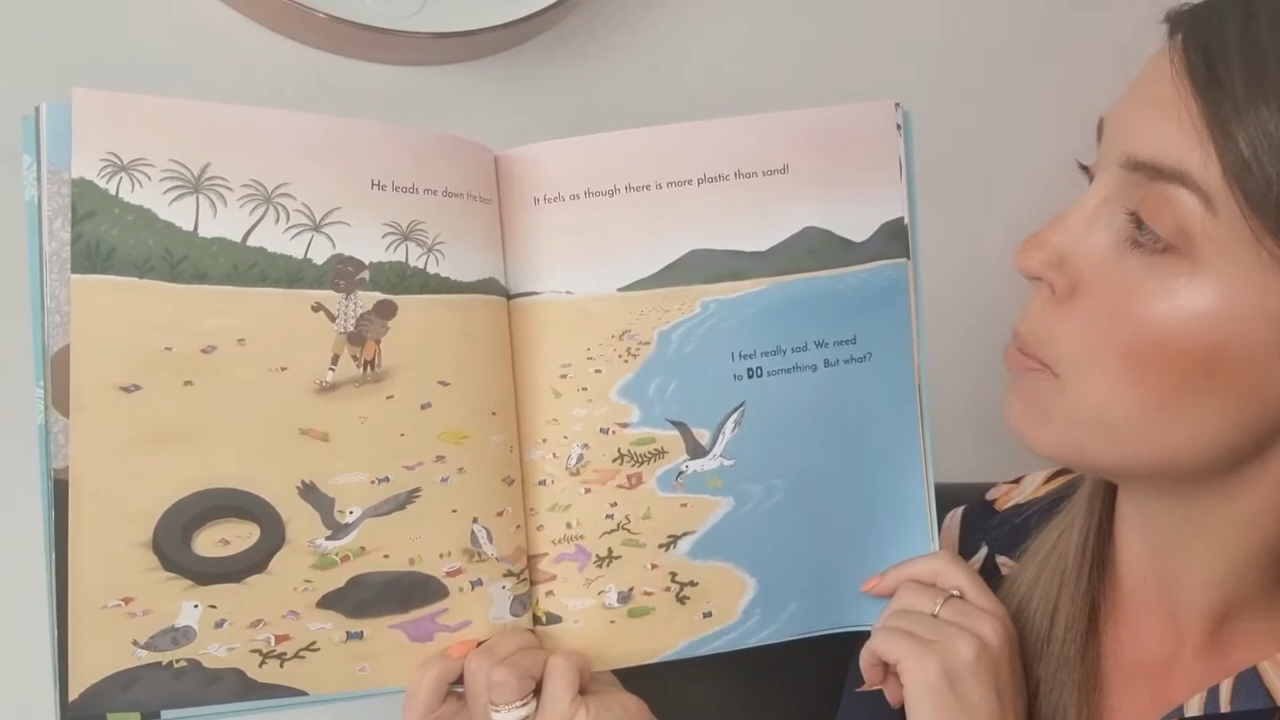 He leads me down the beach
It feels as though there is more plastic than sand!
I feel really sad. We need
to DO something. But what?